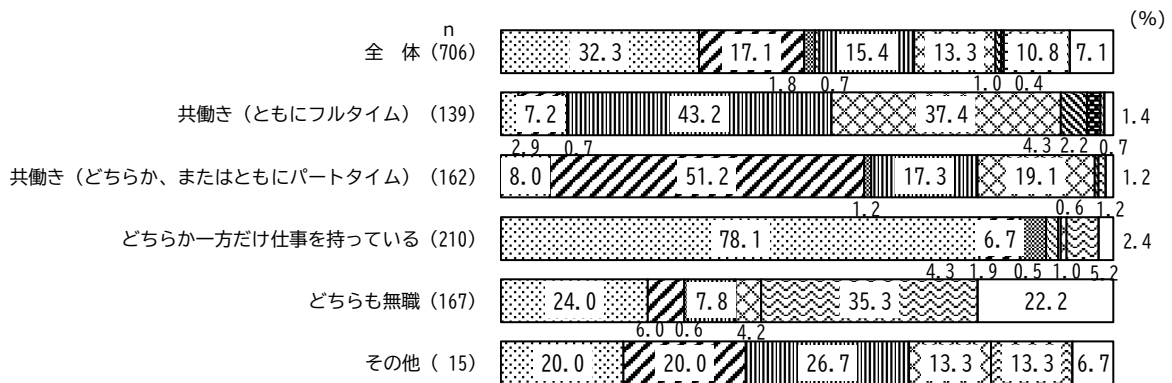 (%)
n
全 体 (706) 32.3 17.1 15.4 13.3 10.8 7.1
1.8 0.7 1.0 0.4
共働き（ともにフルタイム）(139) 7.2 43.2 37.4 1.4
2.9 0.7 4.3 2.2 0.7
共働き（どちらか、またはともにパートタイム）(162) 8.0 51.2 17.3 19.1 1.2
1.2 0.6 1.2
どちらか一方だけ仕事を持っている (210) 78.1 6.7 2.4
4.3 1.9 0.5 1.0 5.2
どちらも無職 (167) 24.0 7.8 35.3 22.2
6.0 0.6 4.2
その他 ( 15) 20.0 20.0 26.7 13.3 13.3 6.7